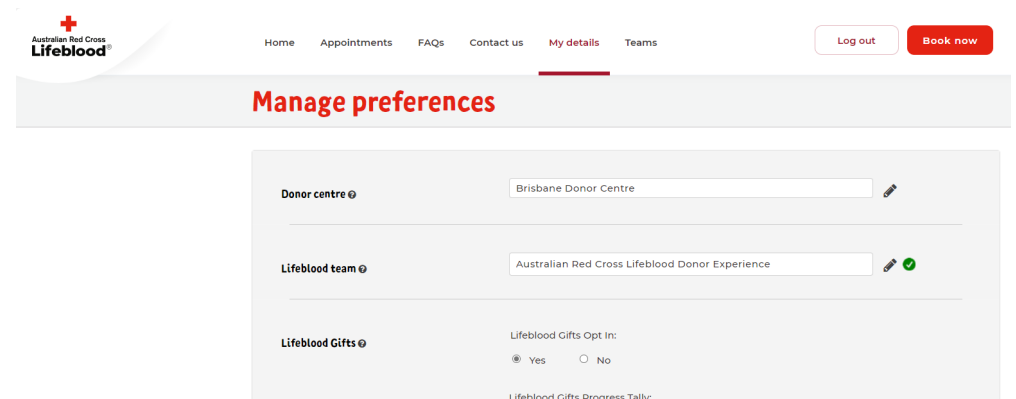 Australian Red Cross
Lifeblood®
Home Appointments FAQs Contact us My details Teams Log out Book now
Manage preferences
Donor centre Brisbane Donor Centre
Lifeblood team Australian Red Cross Lifeblood Donor Experience
Lifeblood Gifts Lifeblood Gifts Opt In:
Yes No
Lifeblood Gifts Progress Tally: